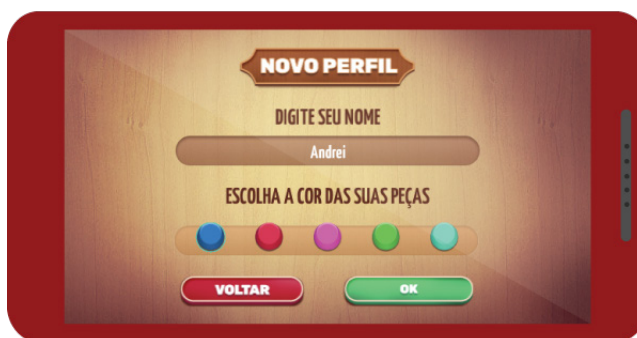 NOVO PERFIL
DIGITE SEU NOME
Andrei
ESCOLHA A COR DAS SUAS PEÇAS
VOLTAR OK